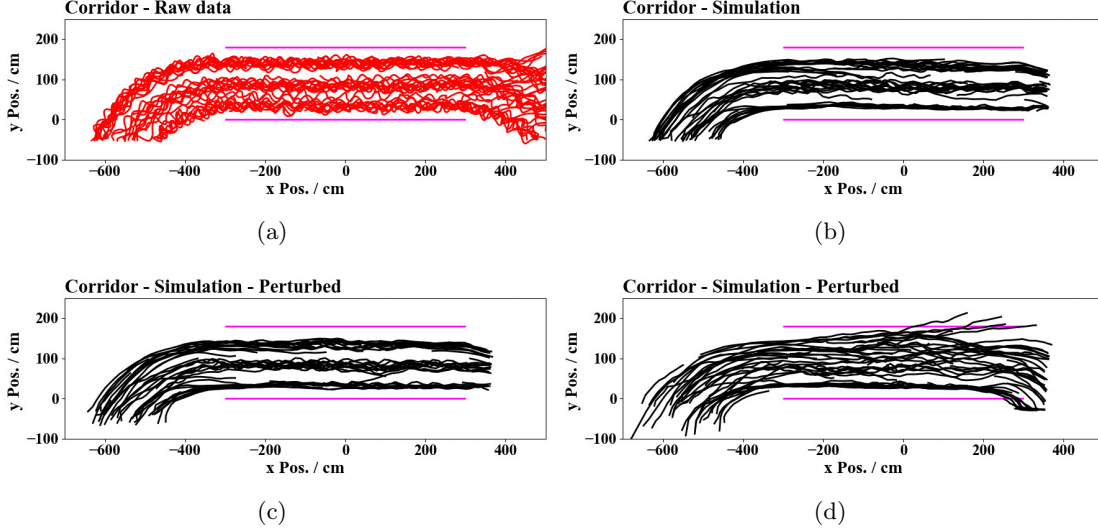 Corridor - Raw data
200
100
0
−100
y Pos. / cm
−600 −400 −200 0 200 400
x Pos. / cm
(a)
Corridor - Simulation
200
100
0
−100
y Pos. / cm
−600 −400 −200 0 200 400
x Pos. / cm
(b)
Corridor - Simulation - Perturbed
200
100
0
−100
y Pos. / cm
−600 −400 −200 0 200 400
x Pos. / cm
(c)
Corridor - Simulation - Perturbed
200
100
0
−100
y Pos. / cm
−600 −400 −200 0 200 400
x Pos. / cm
(d)